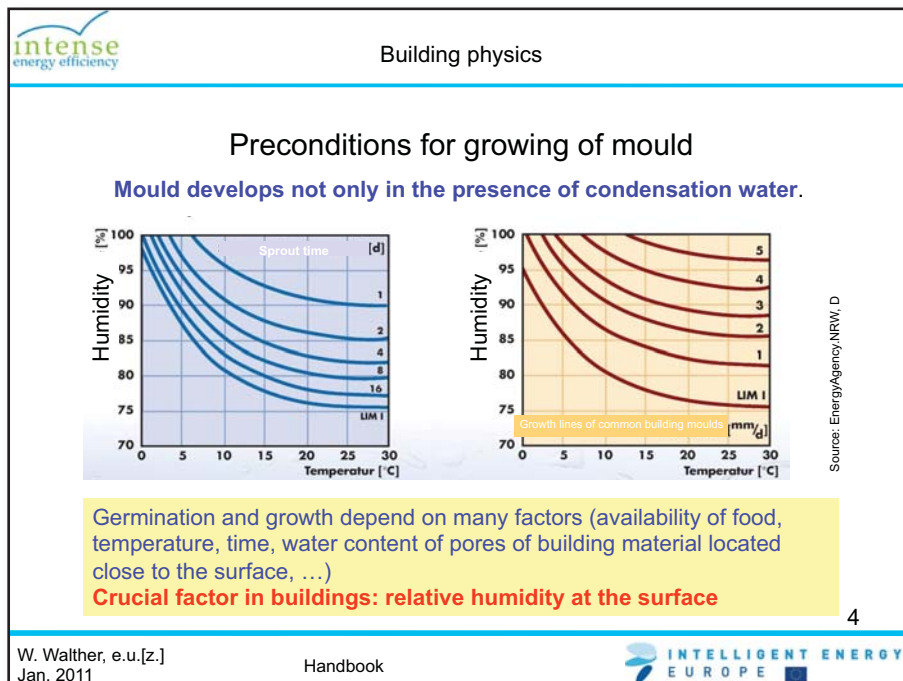 intense
energy efficiency
Building physics
Preconditions for growing of mould
Mould develops not only in the presence of condensation water.
[%]
100
95
90
85
80
75
70
Humidity
Sprout time
[d]
1
2
4
8
16
LIM I
0 5 10 15 20 25 30
Temperatur [°C]
[%]
100
95
90
85
80
75
70
Humidity
5
4
3
2
1
LIM I
Growth lines of common building moulds
[mm/d]
0 5 10 15 20 25 30
Temperatur [°C]
Source: EnergyAgency.NRW, D
Germination and growth depend on many factors (availability of food,
temperature, time, water content of pores of building material located
close to the surface, …)
Crucial factor in buildings: relative humidity at the surface
4
W. Walther, e.u.[z.]
Jan. 2011
Handbook
INTELLIGENT ENERGY
EUROPE